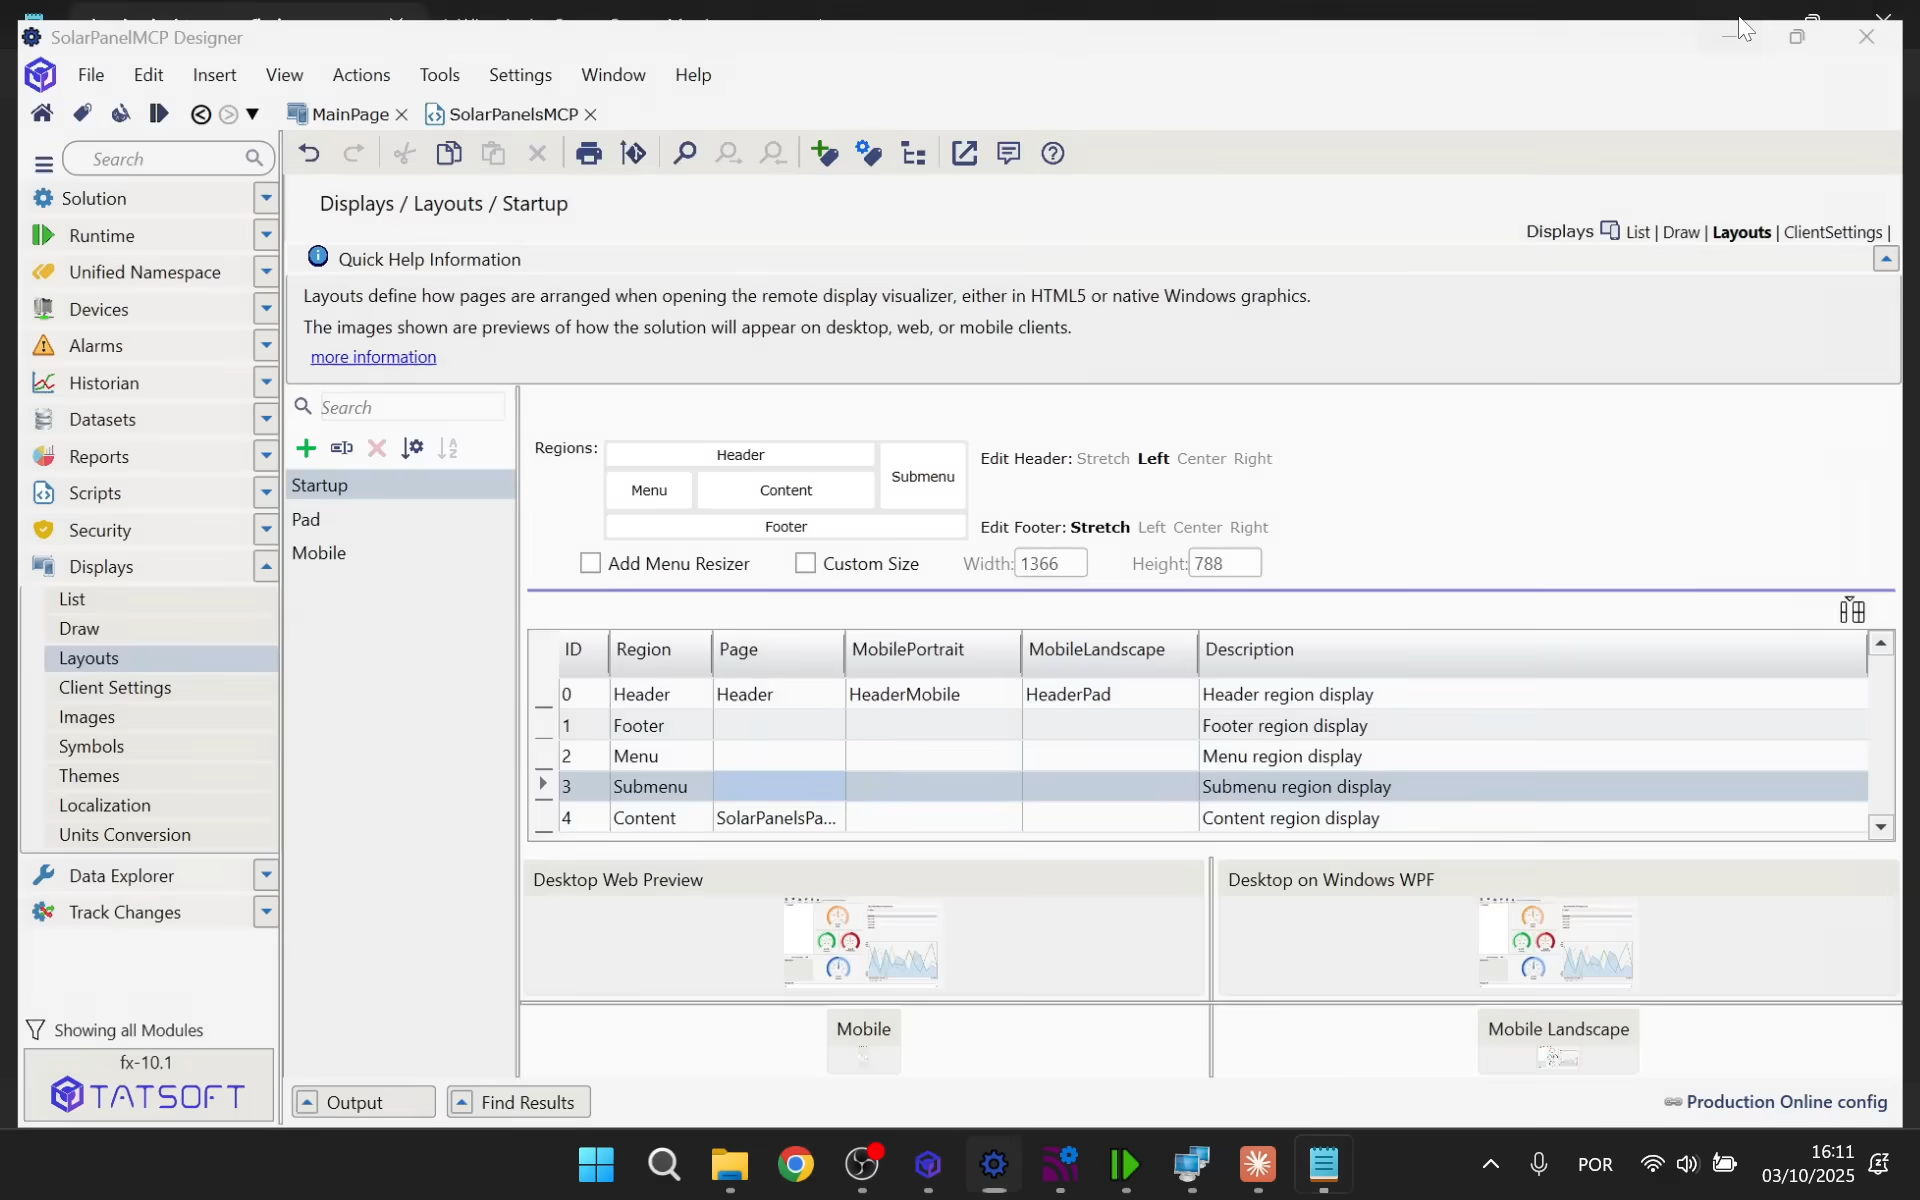 SolarPanelMCP Designer
File Edit Insert View Actions Tools Settings Window Help
MainPage SolarPanelsMCP
Search
Solution
Runtime
Unified Namespace
Devices
Alarms
Historian
Datasets
Reports
Scripts
Security
Displays
List
Draw
Layouts
Client Settings
Images
Symbols
Themes
Localization
Units Conversion
Data Explorer
Track Changes
Showing all Modules
fx-10.1
TATSOFT
Displays / Layouts / Startup
Displays List | Draw | Layouts | ClientSettings |
Quick Help Information
Layouts define how pages are arranged when opening the remote display visualizer, either in HTML5 or native Windows graphics.
The images shown are previews of how the solution will appear on desktop, web, or mobile clients.
more information
Search
Startup
Pad
Mobile
Regions:
Header
Submenu
Menu
Content
Footer
Edit Header: Stretch Left Center Right
Edit Footer: Stretch Left Center Right
Add Menu Resizer
Custom Size
Width: 1366
Height: 788
ID Region Page MobilePortrait MobileLandscape Description
0 Header Header HeaderMobile HeaderPad Header region display
1 Footer Footer region display
2 Menu Menu region display
3 Submenu Submenu region display
4 Content SolarPanelsPa... Content region display
Desktop Web Preview
Desktop on Windows WPF
Mobile
Mobile Landscape
Output
Find Results
Production Online config
POR
16:11
03/10/2025